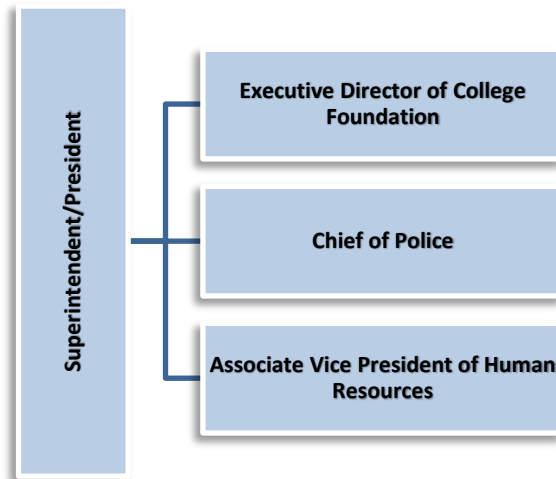 Superintendent/President
Executive Director of College
Foundation
Chief of Police
Associate Vice President of Human
Resources